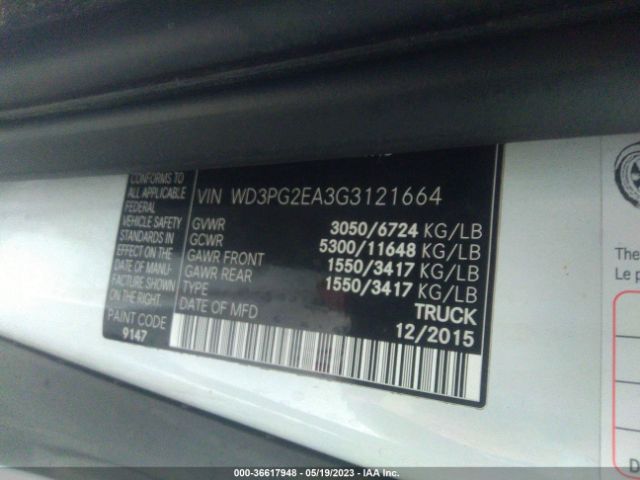 CONFORMS TO
ALL APPLICABLE
FEDERAL
VEHICLE SAFETY
STANDARDS IN
EFFECT ON THE
DATE OF MANU-
FACTURE SHOWN
ON THE RIGHT
PAINT CODE
9147
VIN WD3PG2EA3G3121664
GVWR 3050/6724 KG/LB
GCWR 5300/11648 KG/LB
GAWR FRONT 1550/3417 KG/LB
GAWR REAR 1550/3417 KG/LB
TYPE TRUCK
DATE OF MFD 12/2015
The
Le p
D
000-36617948 - 05/19/2023 - IAA Inc.